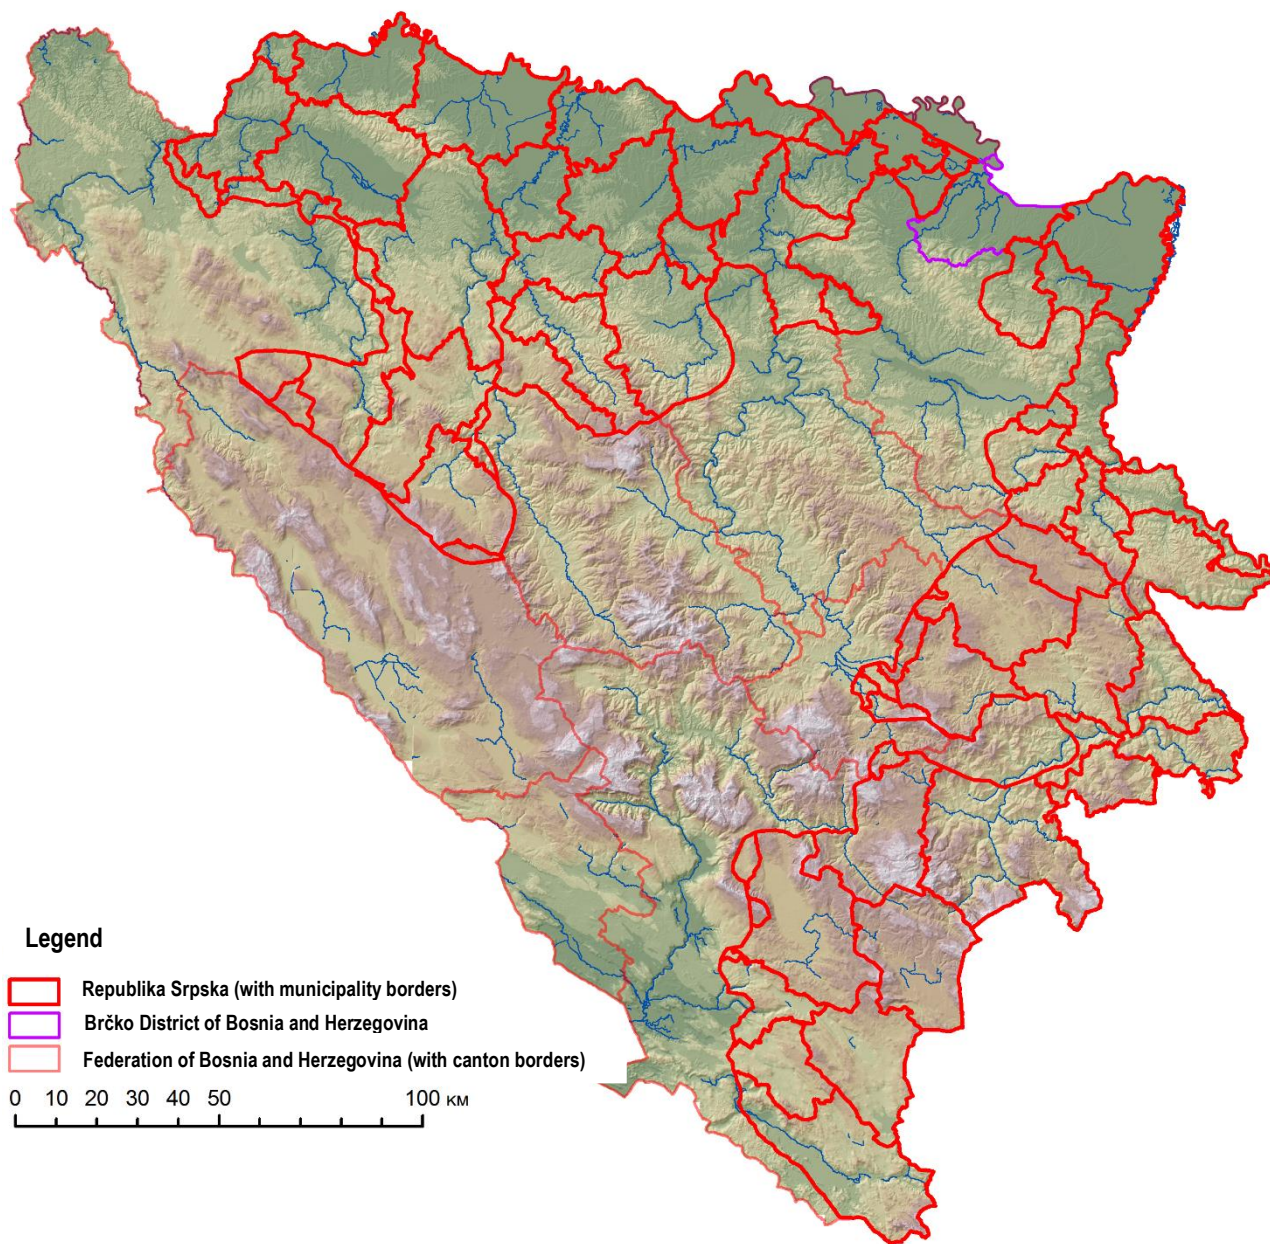 Legend
Republika Srpska (with municipality borders)
Brčko District of Bosnia and Herzegovina
Federation of Bosnia and Herzegovina (with canton borders)
0 10 20 30 40 50 100 км